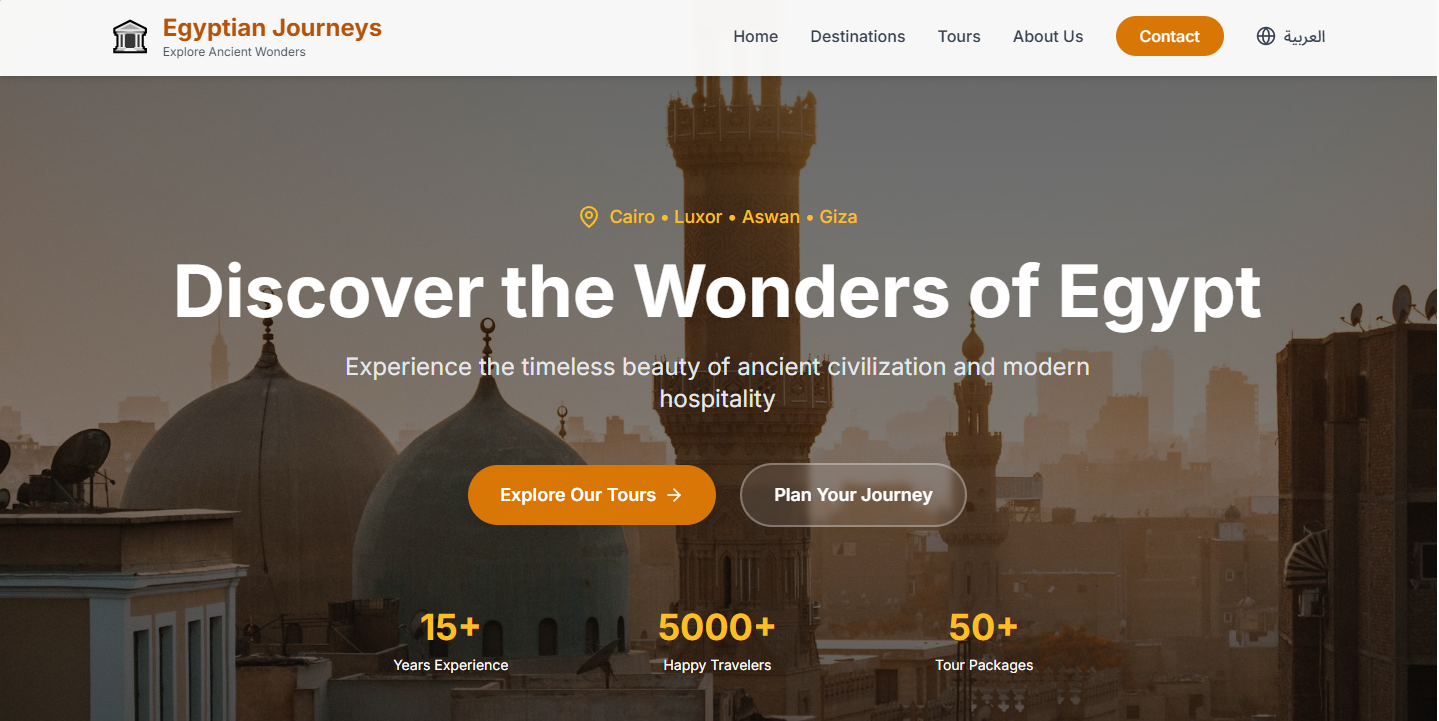 Egyptian Journeys
Explore Ancient Wonders
Home
Destinations
Tours
About Us
Contact
العربية
Cairo • Luxor • Aswan • Giza
Discover the Wonders of Egypt
Experience the timeless beauty of ancient civilization and modern
hospitality
Explore Our Tours →
Plan Your Journey
15+
Years Experience
5000+
Happy Travelers
50+
Tour Packages